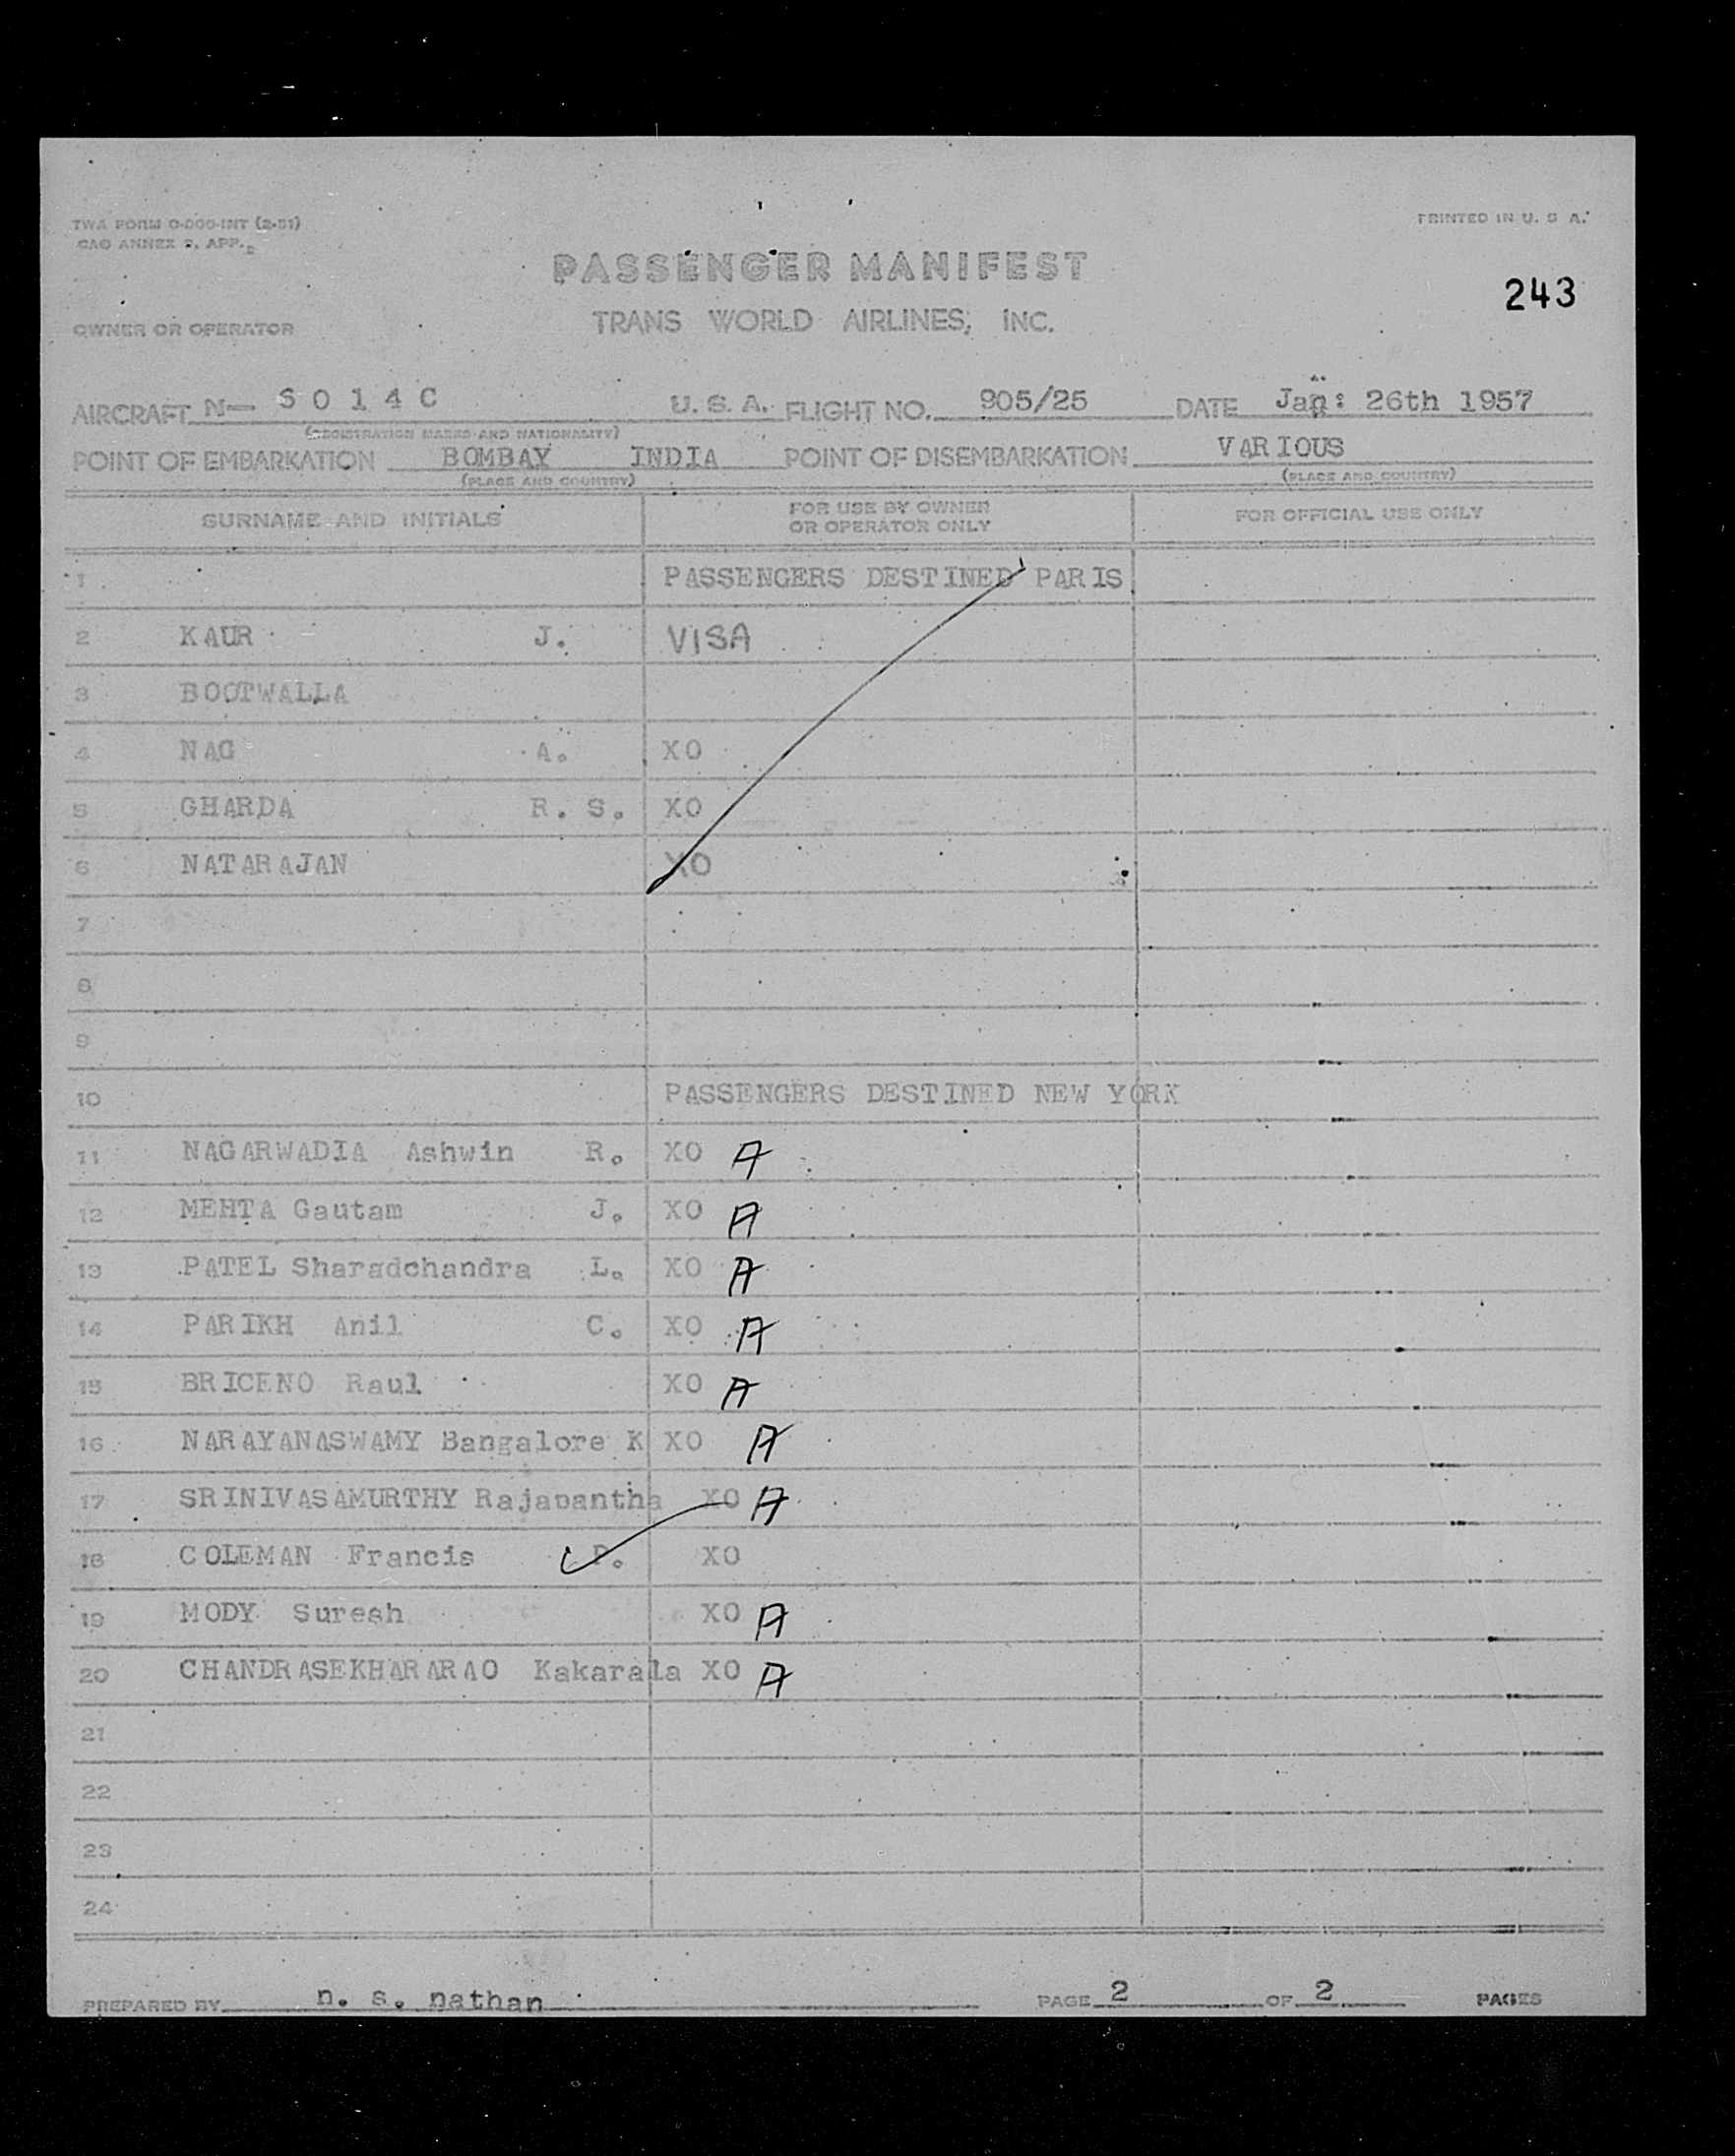 TWA FORM O-000-INT (2-51)
PRINTED IN U. S. A.
CAO ANNEX 9, APP.
PASSENGER MANIFEST
243
OWNER OR OPERATOR
TRANS WORLD AIRLINES, INC.
AIRCRAFT N— S 0 1 4 C U. S. A. FLIGHT NO. 905/25 DATE Jan: 26th 1957
(REGISTRATION MARKS AND NATIONALITY)
POINT OF EMBARKATION BOMBAY INDIA POINT OF DISEMBARKATION VARIOUS
(PLACE AND COUNTRY) (PLACE AND COUNTRY)
SURNAME AND INITIALS FOR USE BY OWNER OR OPERATOR ONLY FOR OFFICIAL USE ONLY
1 PASSENGERS DESTINED PARIS
2 KAUR J. VISA
3 BOOTWALLA
4 NAG A. XO
5 GHARDA R. S. XO
6 NATARAJAN XO
7
8
9
10 PASSENGERS DESTINED NEW YORK
11 NAGARWADIA Ashwin R. XO A
12 MEHTA Gautam J. XO A
13 PATEL Sharadchandra L. XO A
14 PARIKH Anil C. XO A
15 BRICENO Raul XO A
16 NARAYANASWAMY Bangalore K XO A
17 SRINIVASAMURTHY XO A
18 COLEMAN Francis P. XO
19 MODY Suresh XO A
20 CHANDRASEKHARARAO Kakarala XO A
21
22
23
24
PREPARED BY n. s. nathan PAGE 2 OF 2 PAGES